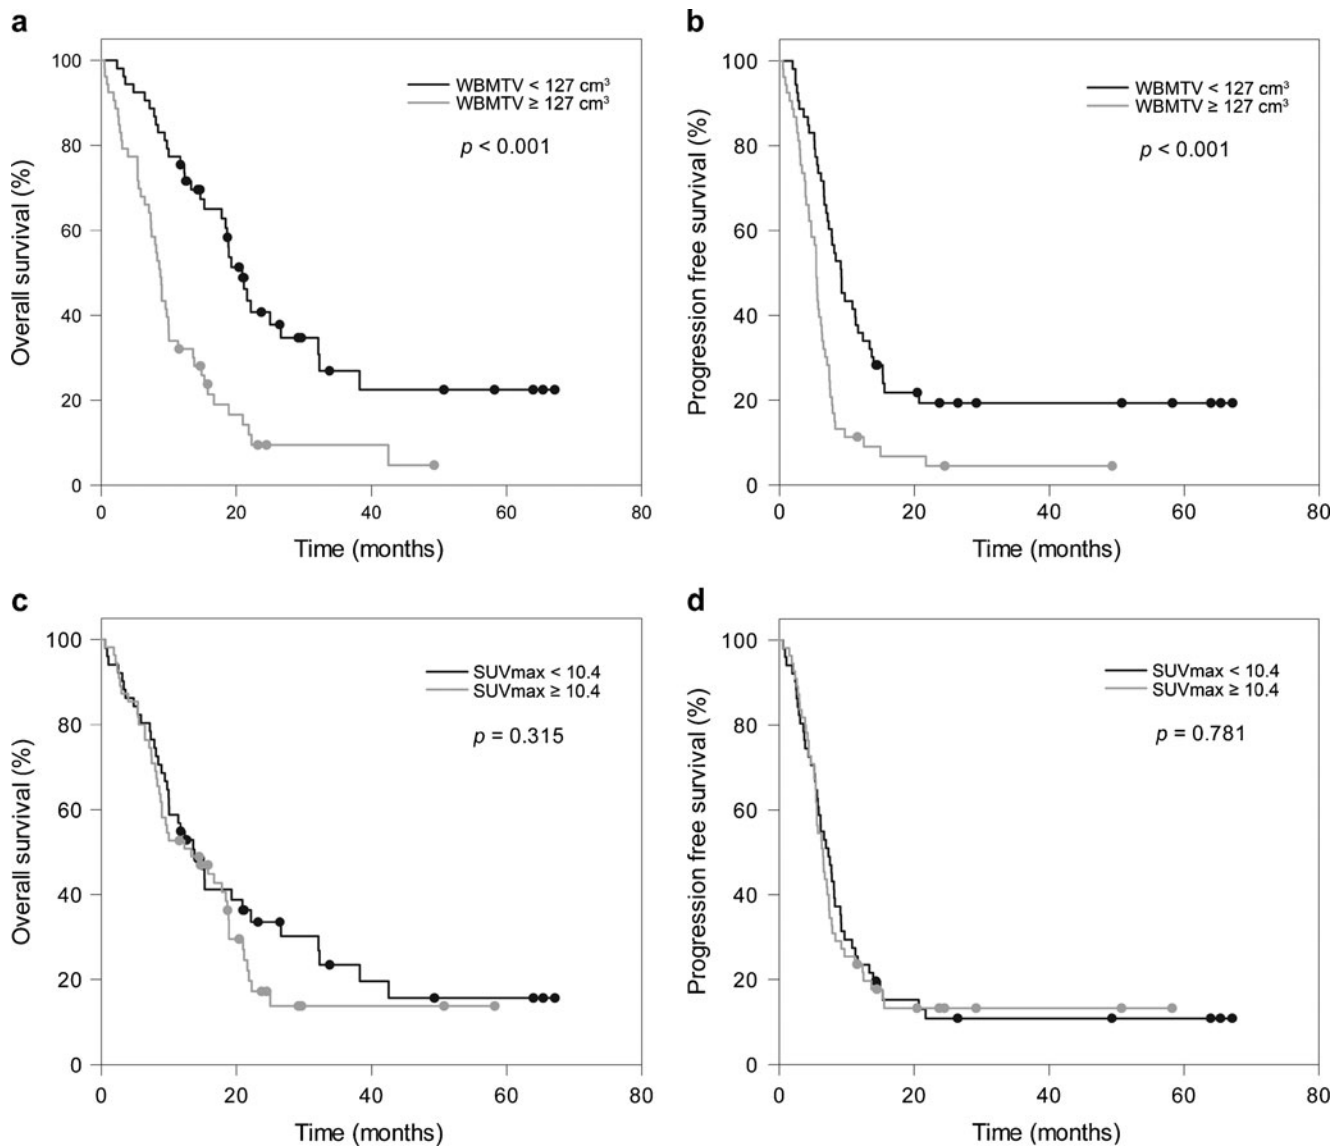 a
Overall survival (%)
100
80
60
40
20
0
WBMTV < 127 cm³
WBMTV ≥ 127 cm³
p < 0.001
0 20 40 60 80
Time (months)
b
Progression free survival (%)
100
80
60
40
20
0
WBMTV < 127 cm³
WBMTV ≥ 127 cm³
p < 0.001
0 20 40 60 80
Time (months)
c
Overall survival (%)
100
80
60
40
20
0
SUVmax < 10.4
SUVmax ≥ 10.4
p = 0.315
0 20 40 60 80
Time (months)
d
Progression free survival (%)
100
80
60
40
20
0
SUVmax < 10.4
SUVmax ≥ 10.4
p = 0.781
0 20 40 60 80
Time (months)